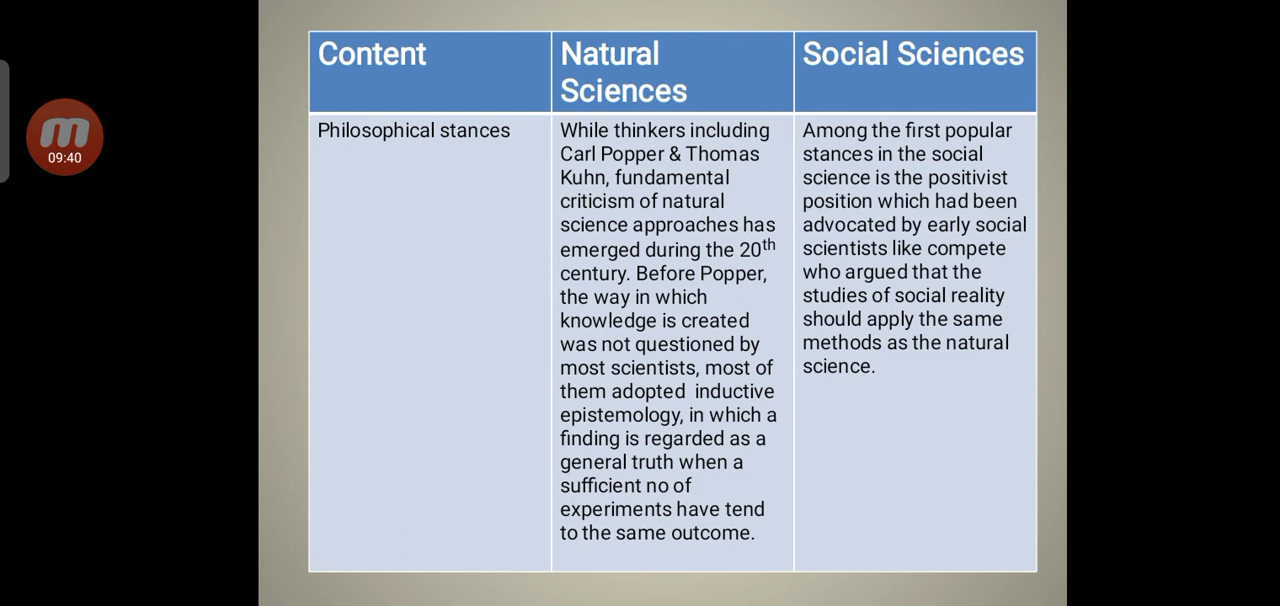 Content
Natural
Sciences
Social Sciences
Philosophical stances
While thinkers including
Carl Popper & Thomas
Kuhn, fundamental
criticism of natural
science approaches has
emerged during the 20th
century. Before Popper,
the way in which
knowledge is created
was not questioned by
most scientists, most of
them adopted  inductive
epistemology, in which a
finding is regarded as a
general truth when a
sufficient no of
experiments have tend
to the same outcome.
Among the first popular
stances in the social
science is the positivist
position which had been
advocated by early social
scientists like compete
who argued that the
studies of social reality
should apply the same
methods as the natural
science.
09:40